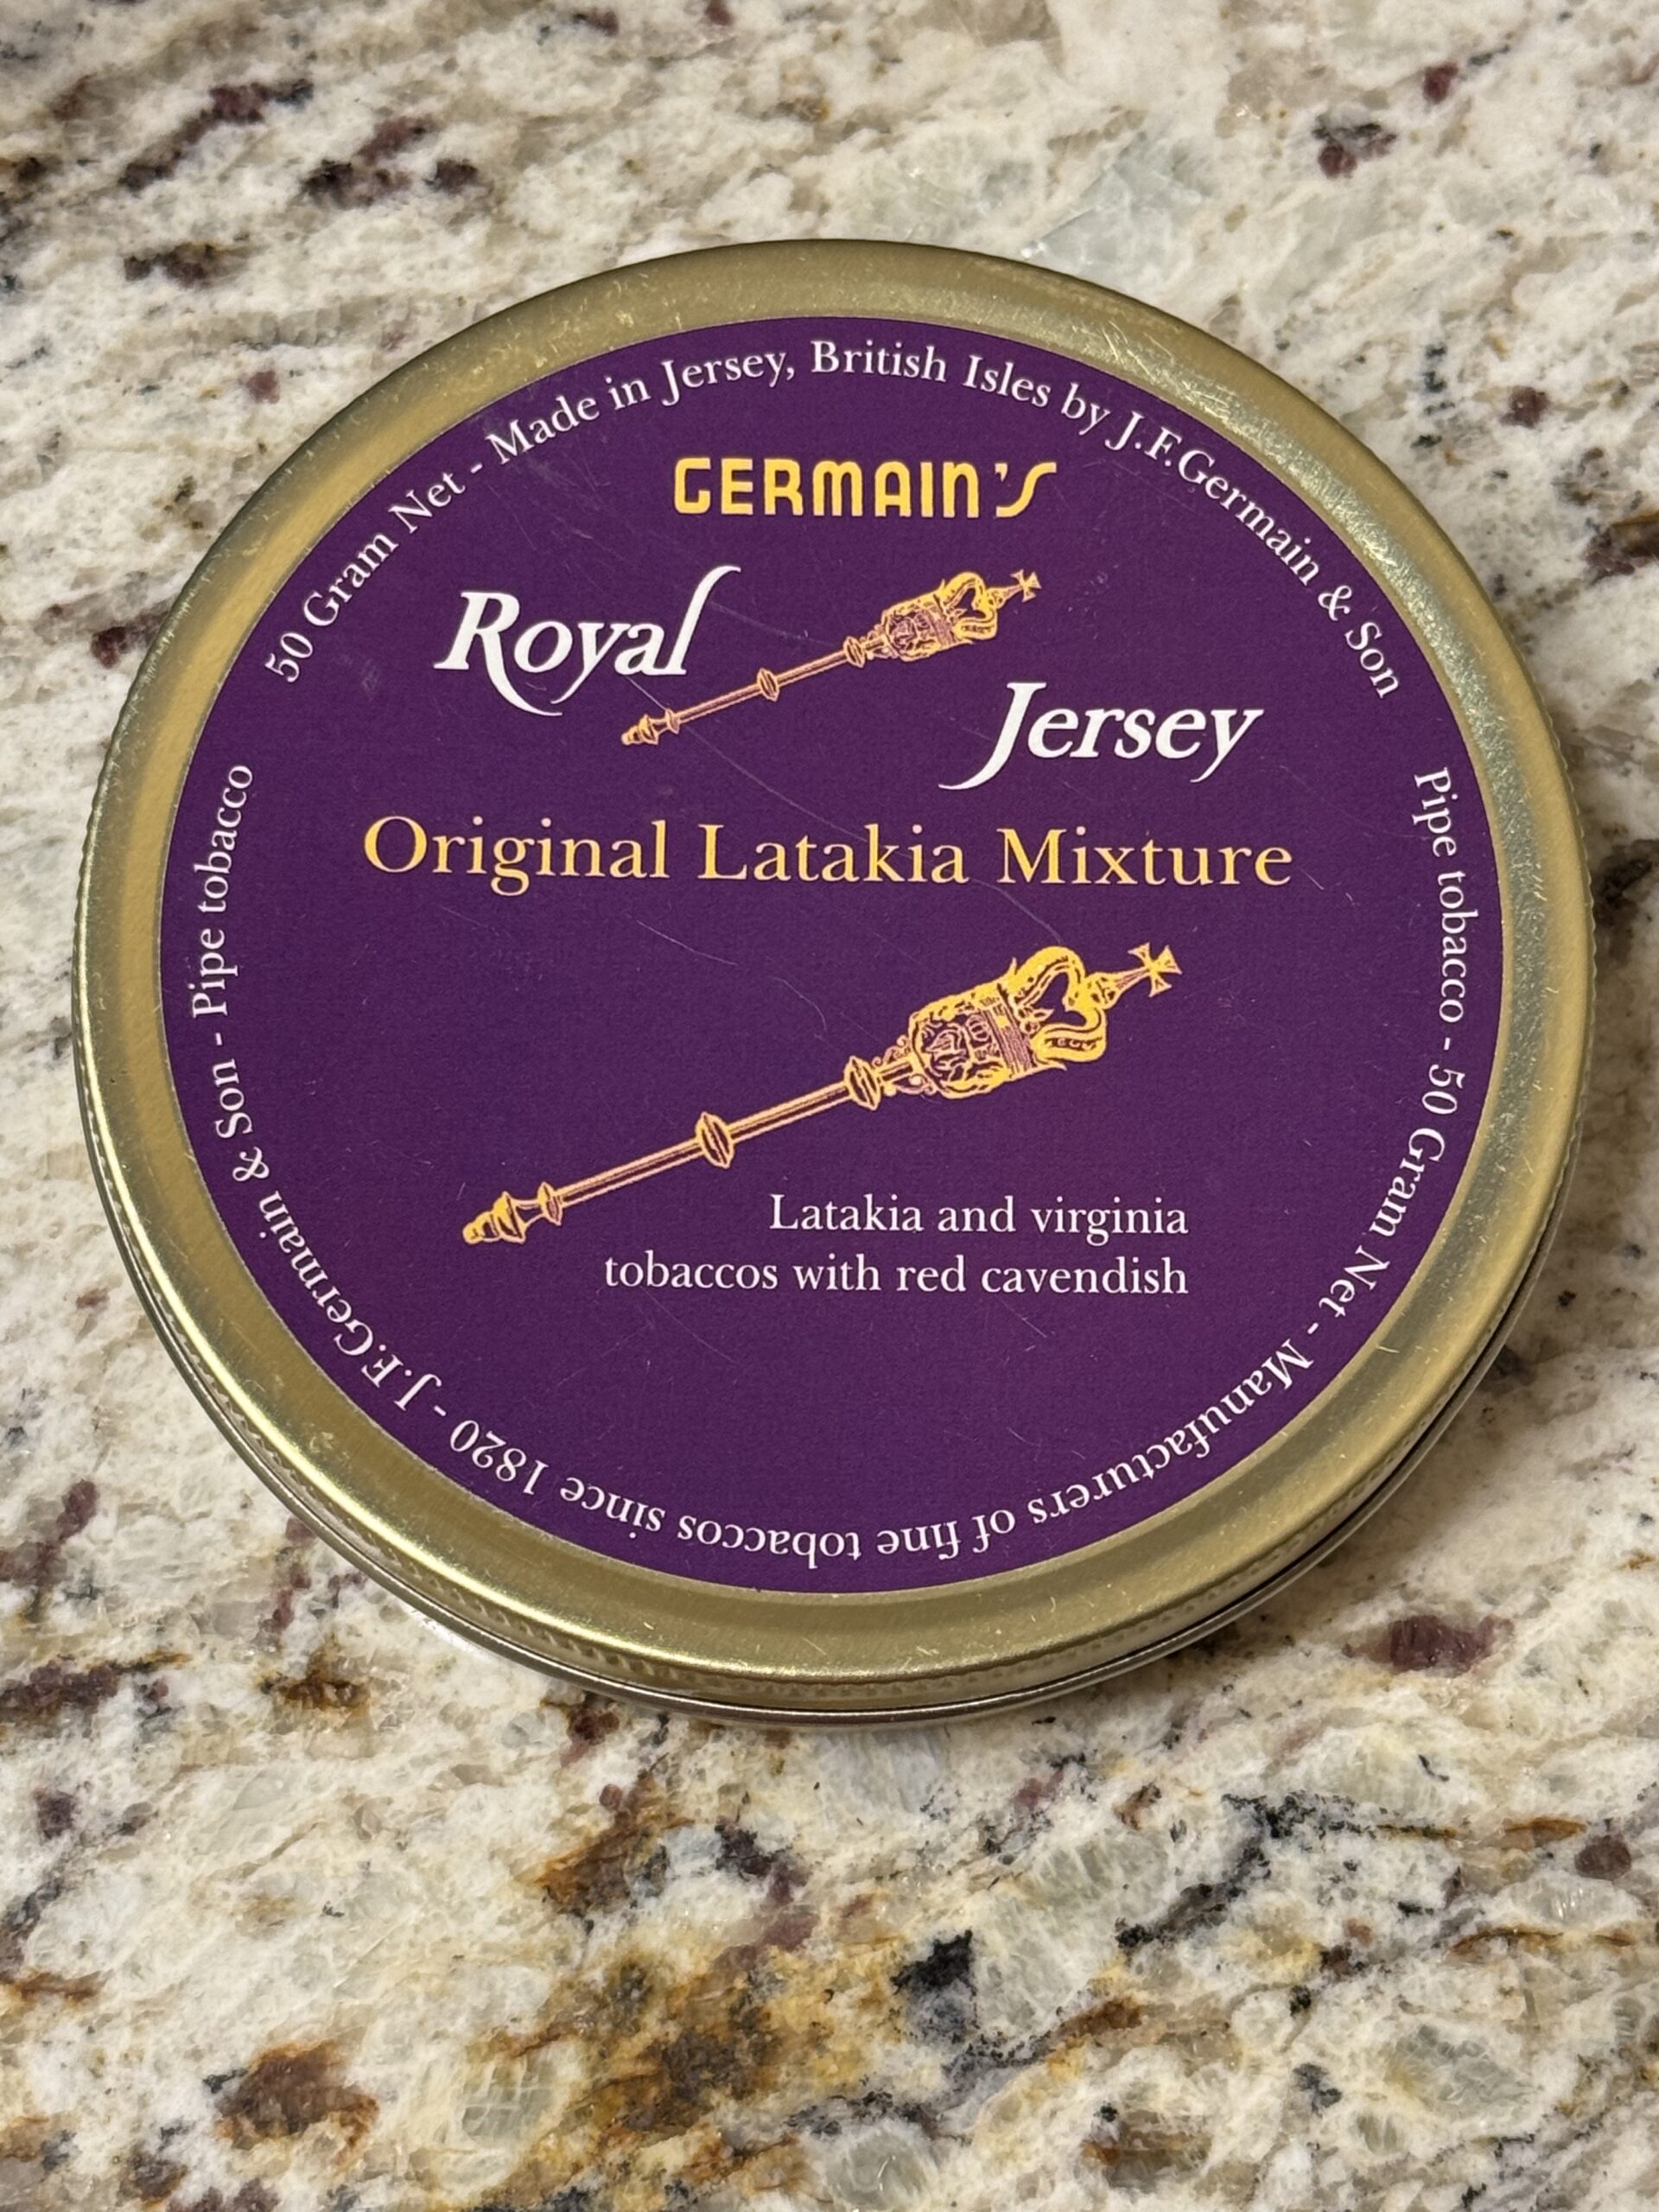 50 Gram Net - Made in Jersey, British Isles by J.F.Germain & Son
GERMAIN'S
Royal
Jersey
Original Latakia Mixture
Latakia and virginia
tobaccos with red cavendish
Pipe tobacco - 50 Gram Net - Manufacturers of fine tobaccos since 1820 - J.F.Germain & Son - Pipe tobacco